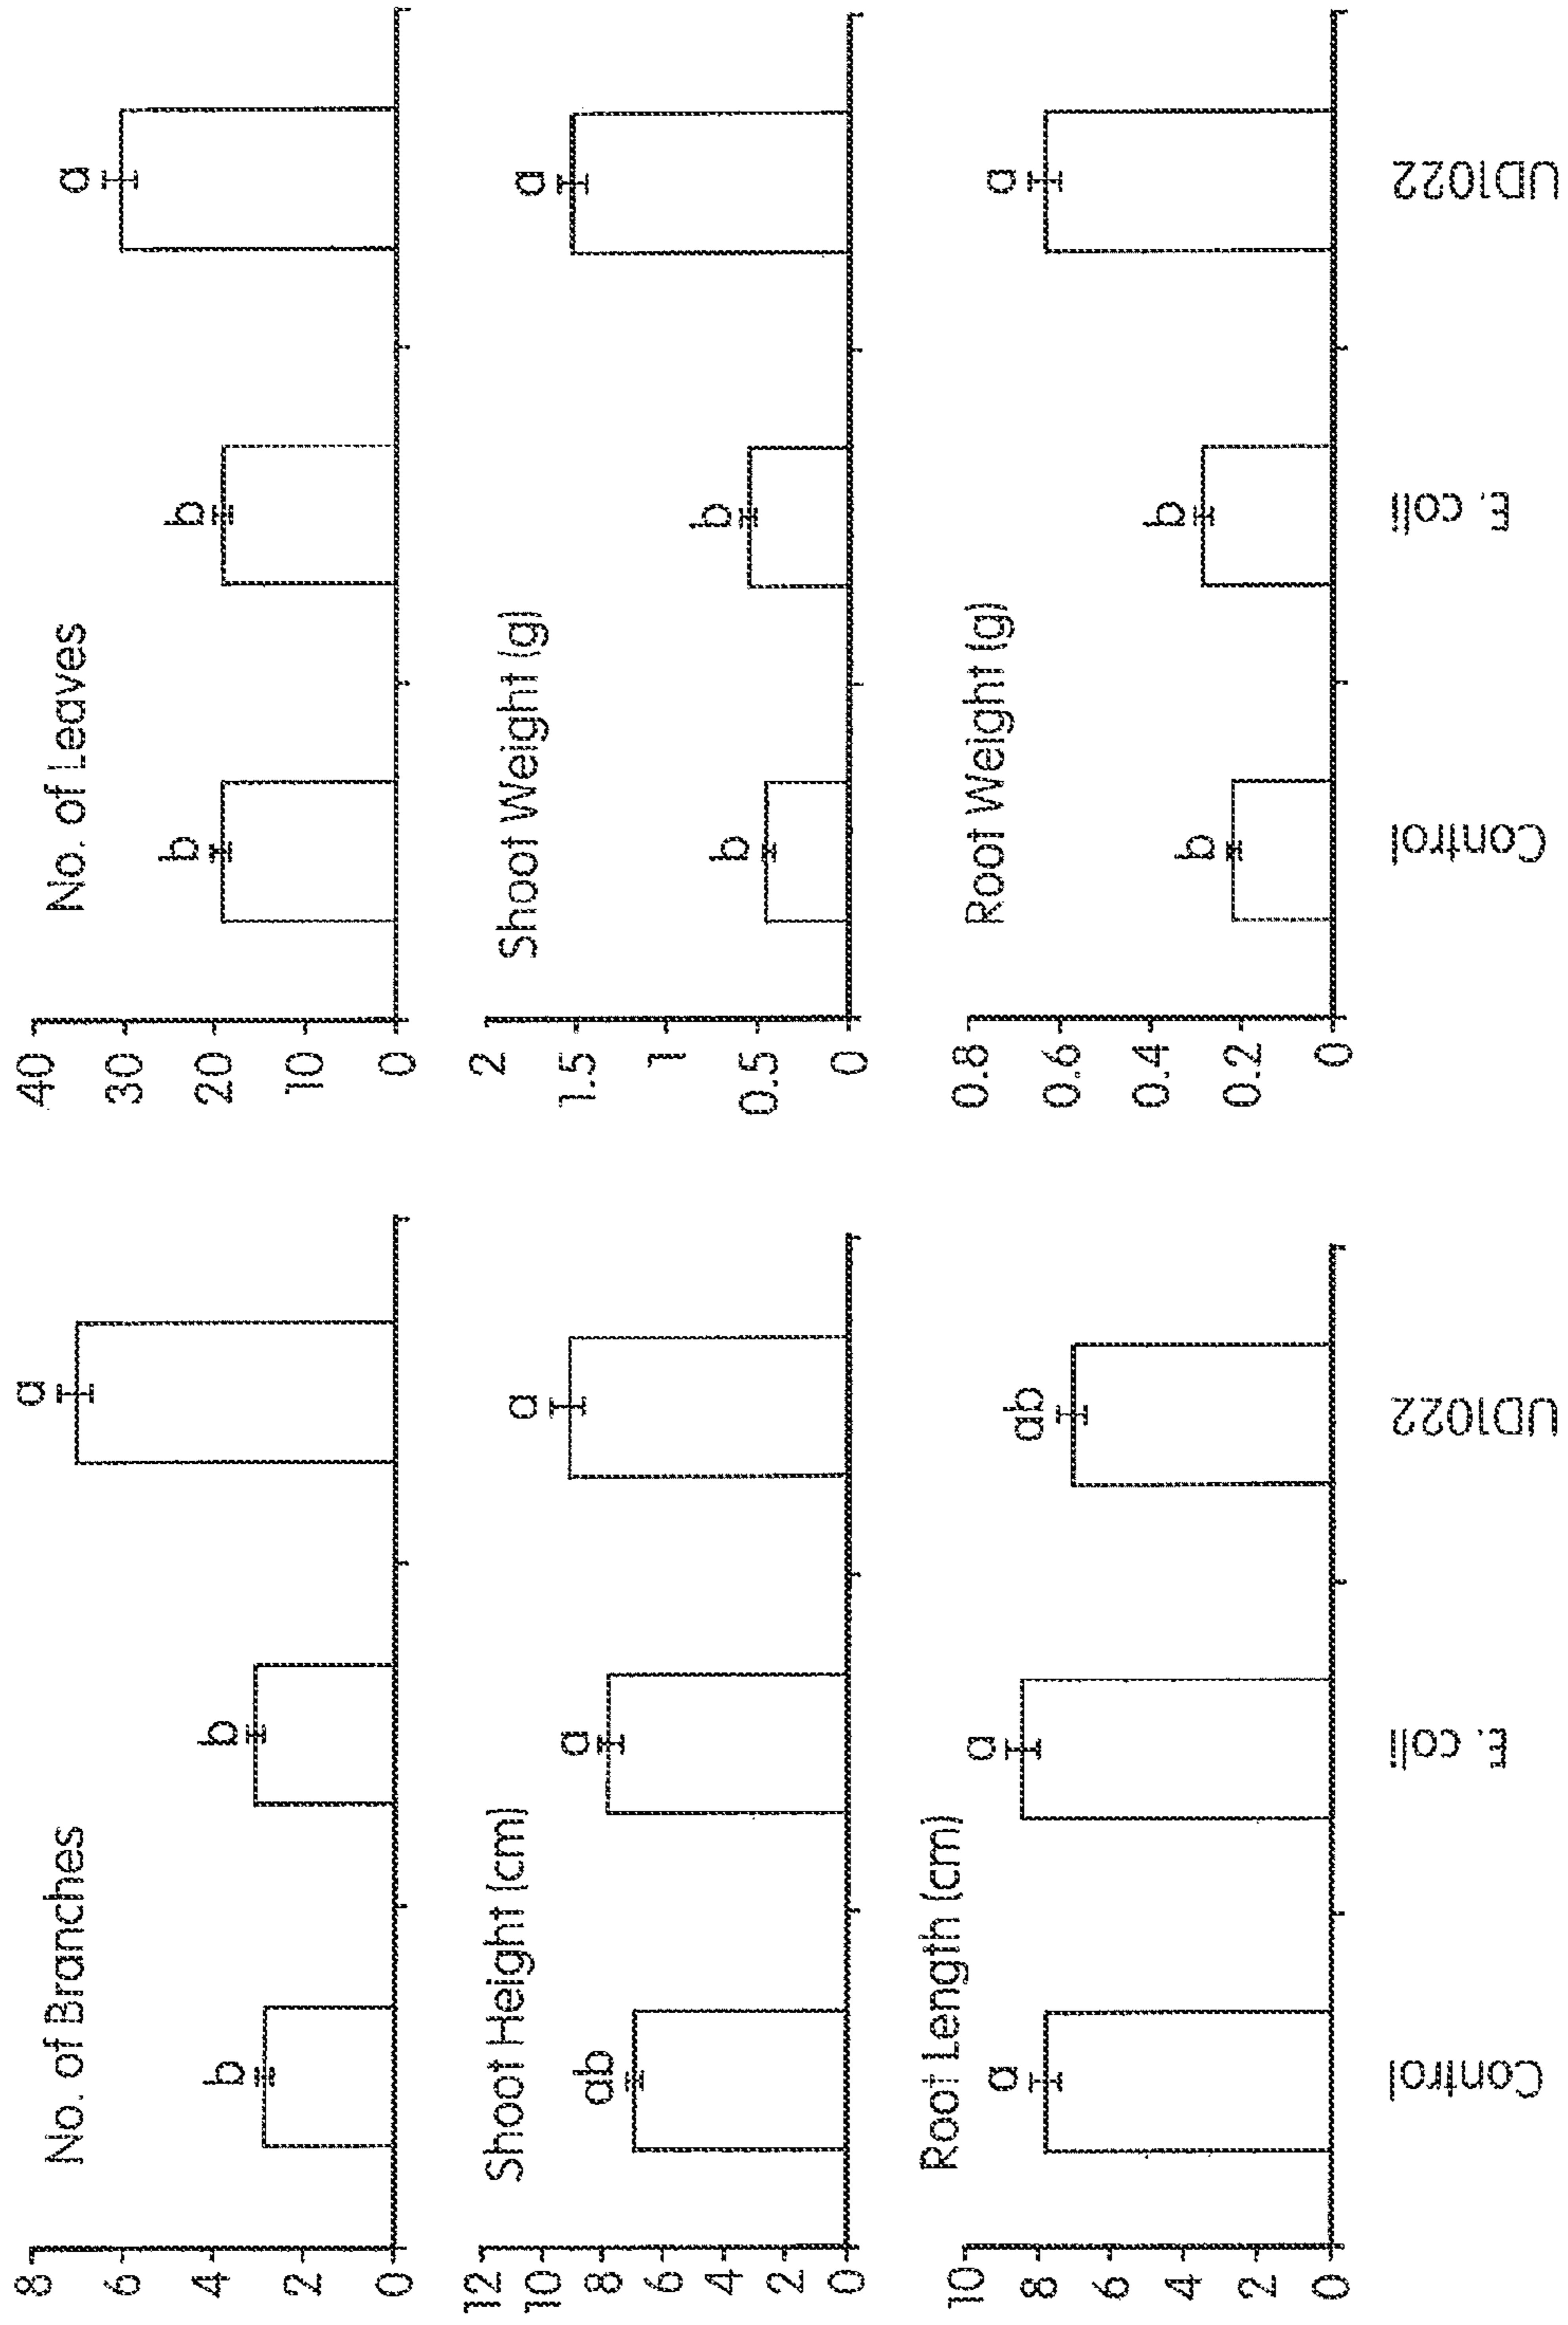 No. of Branches
8
6
4
2
0
b
b
a
No. of Leaves
40
30
20
10
0
b
b
a
Shoot Height (cm)
12
10
8
6
4
2
0
ab
a
a
Shoot Weight (g)
2
1.5
1
0.5
0
b
b
a
Root Length (cm)
10
8
6
4
2
0
a
a
ab
Root Weight (g)
0.8
0.6
0.4
0.2
0
b
b
a
Control
E. coli
UD1022
Control
E. coli
UD1022